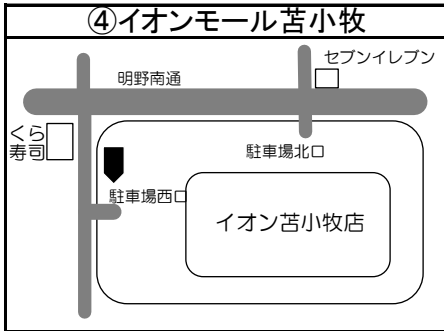 ④イオンモール苫小牧
セブンイレブン
明野南通
くら
寿司
駐車場北口
駐車場西口
イオン苫小牧店